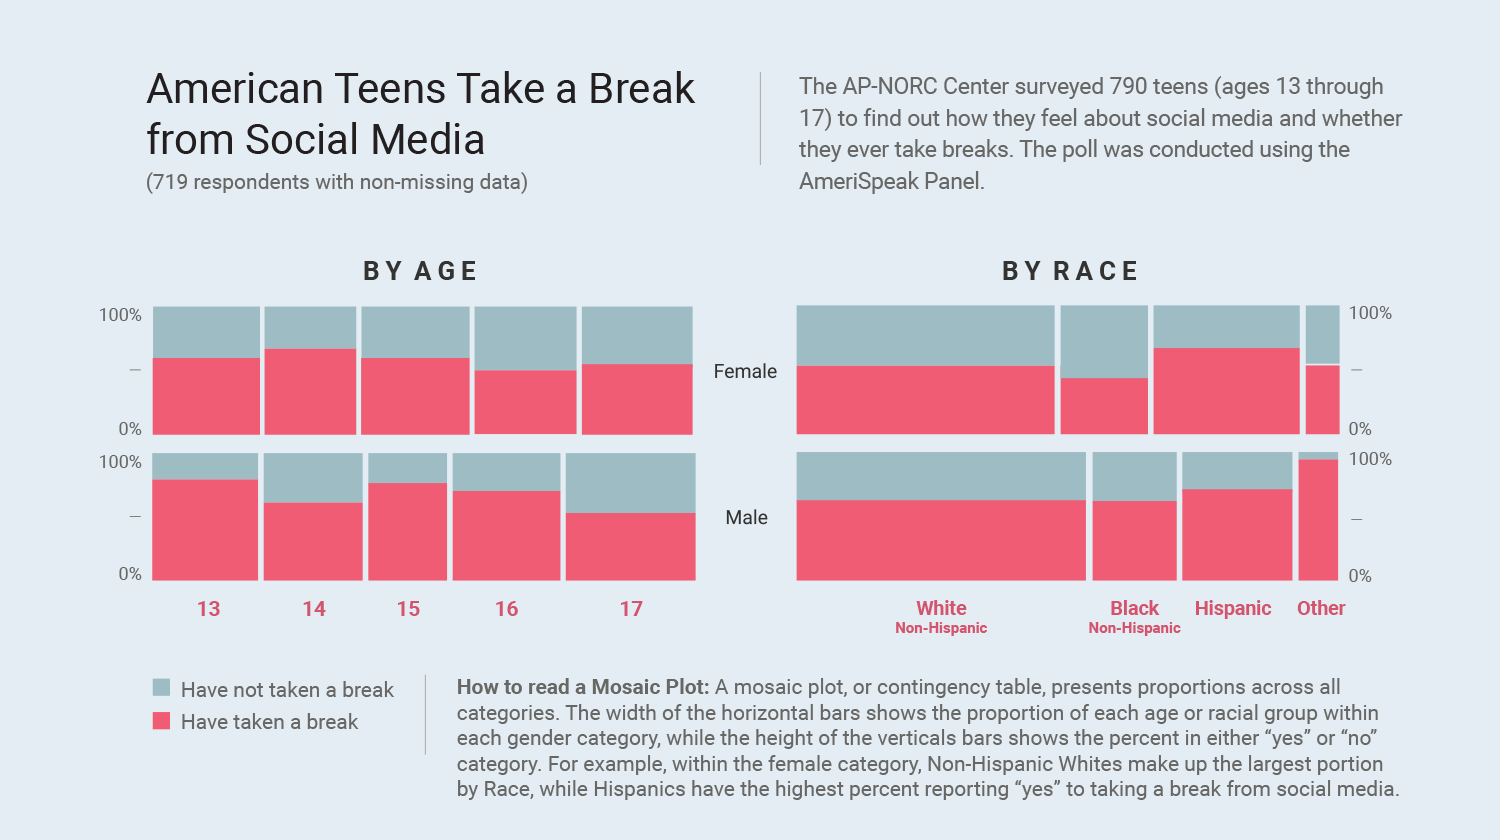 American Teens Take a Break
from Social Media
(719 respondents with non-missing data)
The AP-NORC Center surveyed 790 teens (ages 13 through
17) to find out how they feel about social media and whether
they ever take breaks. The poll was conducted using the
AmeriSpeak Panel.
BY AGE
BY RACE
100%
–
0%
Female
100%
–
0%
100%
–
0%
Male
100%
–
0%
13 14 15 16 17
White Black Hispanic Other
Non-Hispanic Non-Hispanic
Have not taken a break
Have taken a break
How to read a Mosaic Plot: A mosaic plot, or contingency table, presents proportions across all
categories. The width of the horizontal bars shows the proportion of each age or racial group within
each gender category, while the height of the verticals bars shows the percent in either “yes” or “no”
category. For example, within the female category, Non-Hispanic Whites make up the largest portion
by Race, while Hispanics have the highest percent reporting “yes” to taking a break from social media.